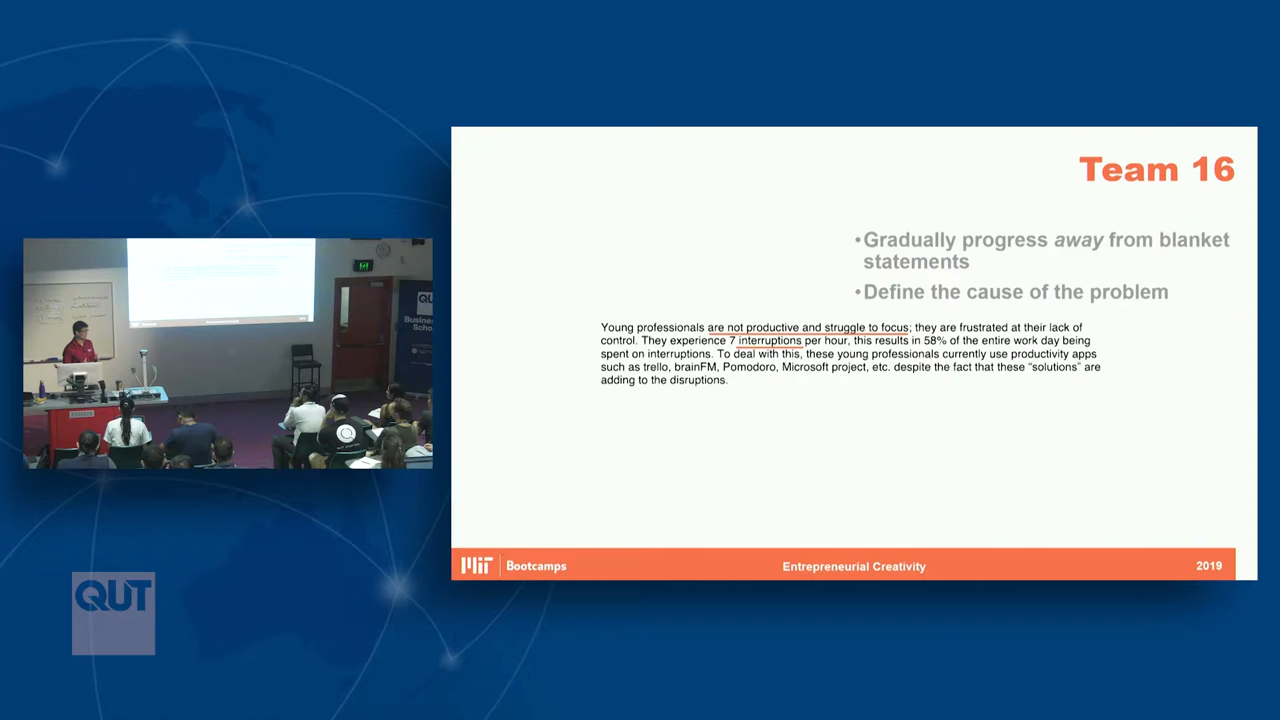 Team 16
•Gradually progress away from blanket
statements
•Define the cause of the problem
Young professionals are not productive and struggle to focus; they are frustrated at their lack of
control. They experience 7 interruptions per hour, this results in 58% of the entire work day being
spent on interruptions. To deal with this, these young professionals currently use productivity apps
such as trello, brainFM, Pomodoro, Microsoft project, etc. despite the fact that these “solutions” are
adding to the disruptions.
MIT Bootcamps
Entrepreneurial Creativity
2019
QUT
QU
Business
School